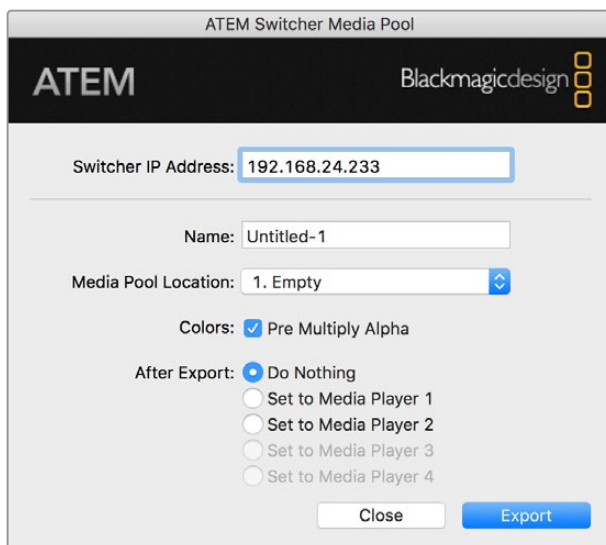 ATEM Switcher Media Pool
ATEM
Blackmagicdesign
Switcher IP Address: 192.168.24.233
Name: Untitled-1
Media Pool Location: 1. Empty
Colors: Pre Multiply Alpha
After Export: Do Nothing
Set to Media Player 1
Set to Media Player 2
Set to Media Player 3
Set to Media Player 4
Close Export